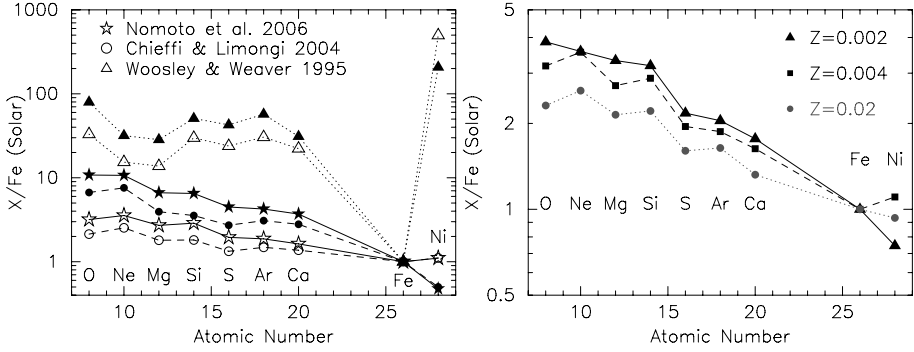 1000
100
10
1
X/Fe (Solar)
Nomoto et al. 2006
Chieffi & Limongi 2004
Woosley & Weaver 1995
O Ne Mg Si S Ar Ca
Fe
Ni
10 15 20 25
Atomic Number
5
2
1
0.5
X/Fe (Solar)
Z=0.002
Z=0.004
Z=0.02
O Ne Mg Si S Ar Ca
Fe Ni
10 15 20 25
Atomic Number